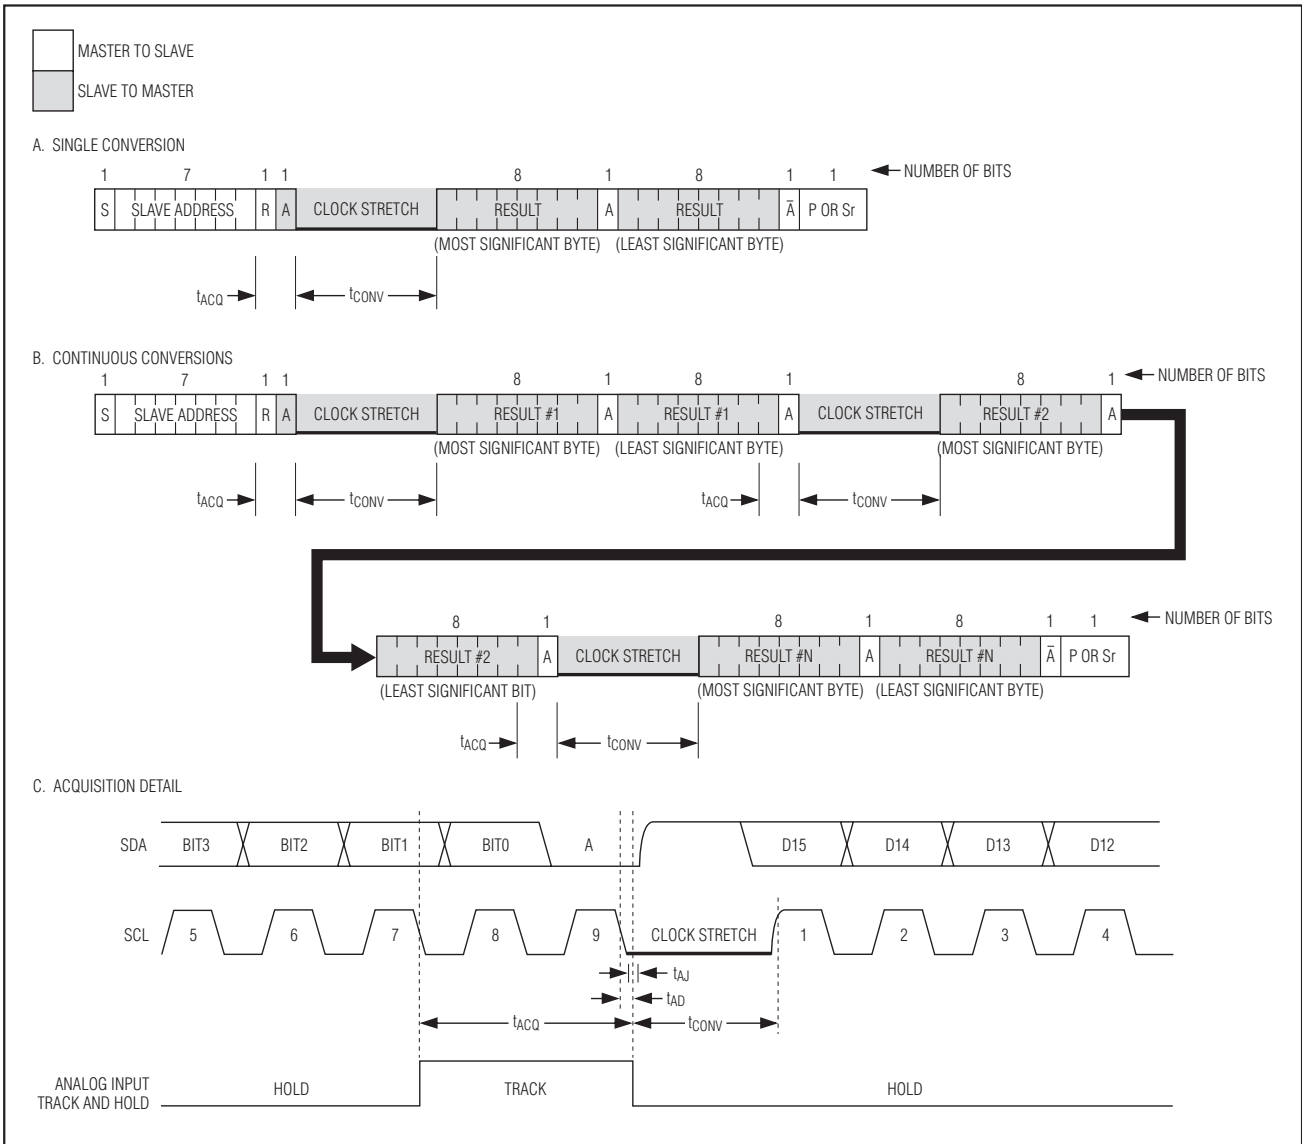 MASTER TO SLAVE
SLAVE TO MASTER
A. SINGLE CONVERSION
1 7 1 1 8 1 8 1 1 NUMBER OF BITS
S SLAVE ADDRESS R A CLOCK STRETCH RESULT A RESULT A̅ P OR Sr
(MOST SIGNIFICANT BYTE) (LEAST SIGNIFICANT BYTE)
tACQ tCONV
B. CONTINUOUS CONVERSIONS
1 7 1 1 8 1 8 1 8 1 NUMBER OF BITS
S SLAVE ADDRESS R A CLOCK STRETCH RESULT #1 A RESULT #1 A CLOCK STRETCH RESULT #2 A
(MOST SIGNIFICANT BYTE) (LEAST SIGNIFICANT BYTE) (MOST SIGNIFICANT BYTE)
tACQ tCONV tACQ tCONV
8 1 8 1 8 1 1 NUMBER OF BITS
RESULT #2 A CLOCK STRETCH RESULT #N A RESULT #N A̅ P OR Sr
(LEAST SIGNIFICANT BIT) (MOST SIGNIFICANT BYTE) (LEAST SIGNIFICANT BYTE)
tACQ tCONV
C. ACQUISITION DETAIL
SDA BIT3 BIT2 BIT1 BIT0 A D15 D14 D13 D12
SCL 5 6 7 8 9 CLOCK STRETCH 1 2 3 4
tAJ
tAD
tACQ tCONV
ANALOG INPUT
TRACK AND HOLD
HOLD TRACK HOLD